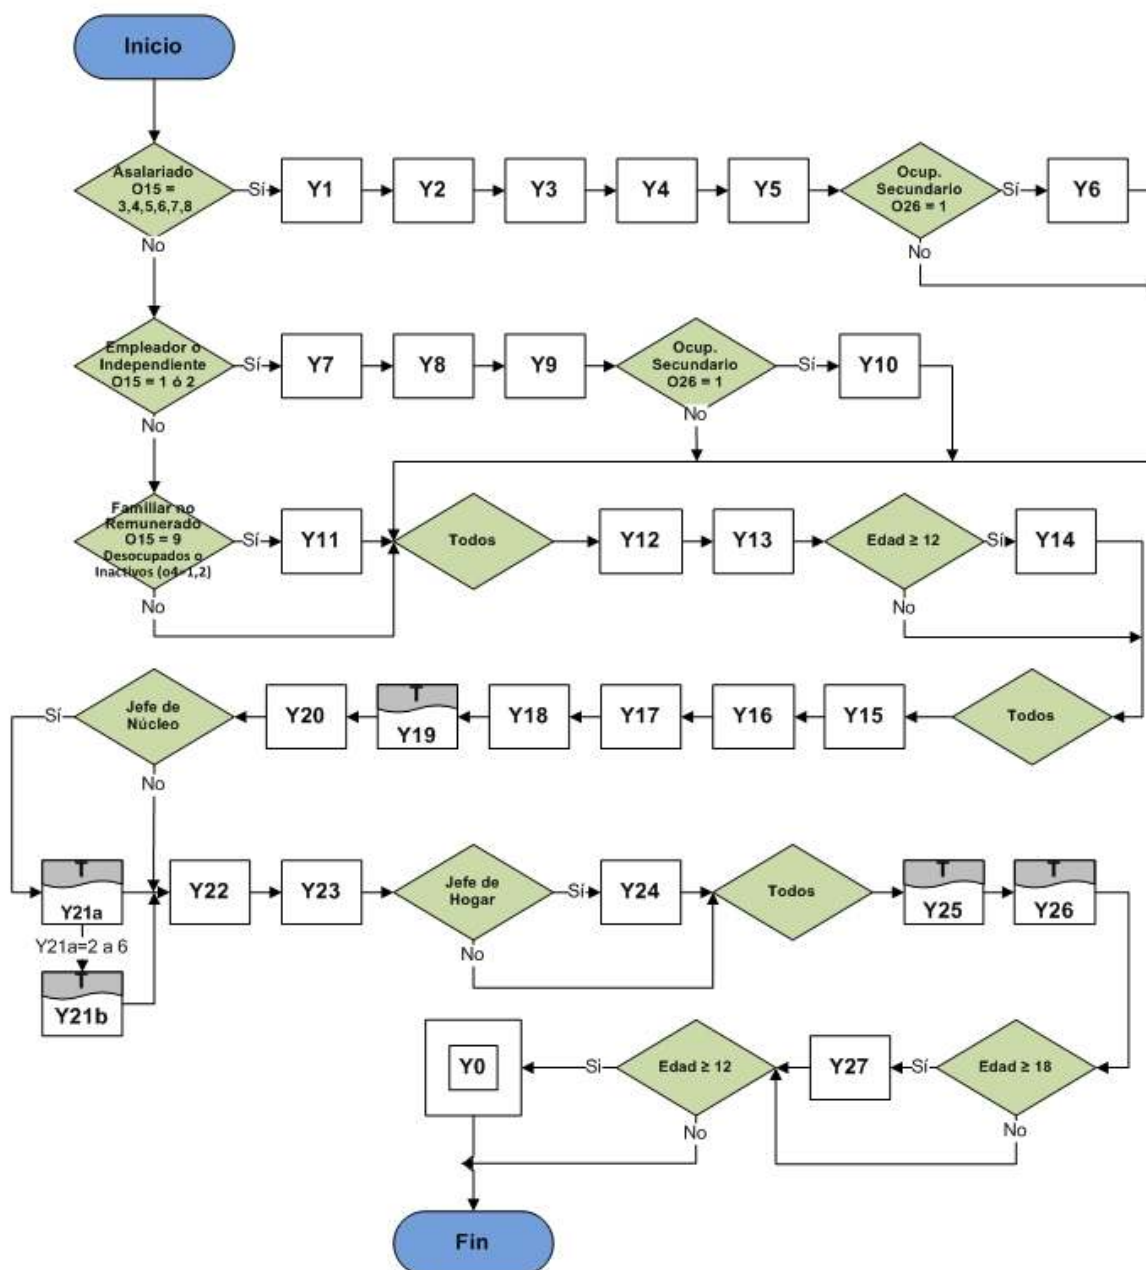 Inicio
Asalariado
O15 =
3,4,5,6,7,8
Sí
Y1
Y2
Y3
Y4
Y5
Ocup.
Secundario
O26 = 1
Sí
Y6
No
No
Empleador o
Independiente
O15 = 1 ó 2
Sí
Y7
Y8
Y9
Ocup.
Secundario
O26 = 1
Sí
Y10
No
No
Familiar no
Remunerado
O15 = 9
Desocupados o
Inactivos (o4=1,2)
Sí
Y11
Todos
Y12
Y13
Edad ≥ 12
Sí
Y14
No
No
Jefe de
Núcleo
Sí
Y20
T
Y19
Y18
Y17
Y16
Y15
Todos
No
T
Y21a
Y22
Y23
Jefe de
Hogar
Sí
Y24
Todos
T
Y25
T
Y26
Y21a=2 a 6
No
T
Y21b
Y0
Si
Edad ≥ 12
Y27
Sí
Edad ≥ 18
No
No
Fin